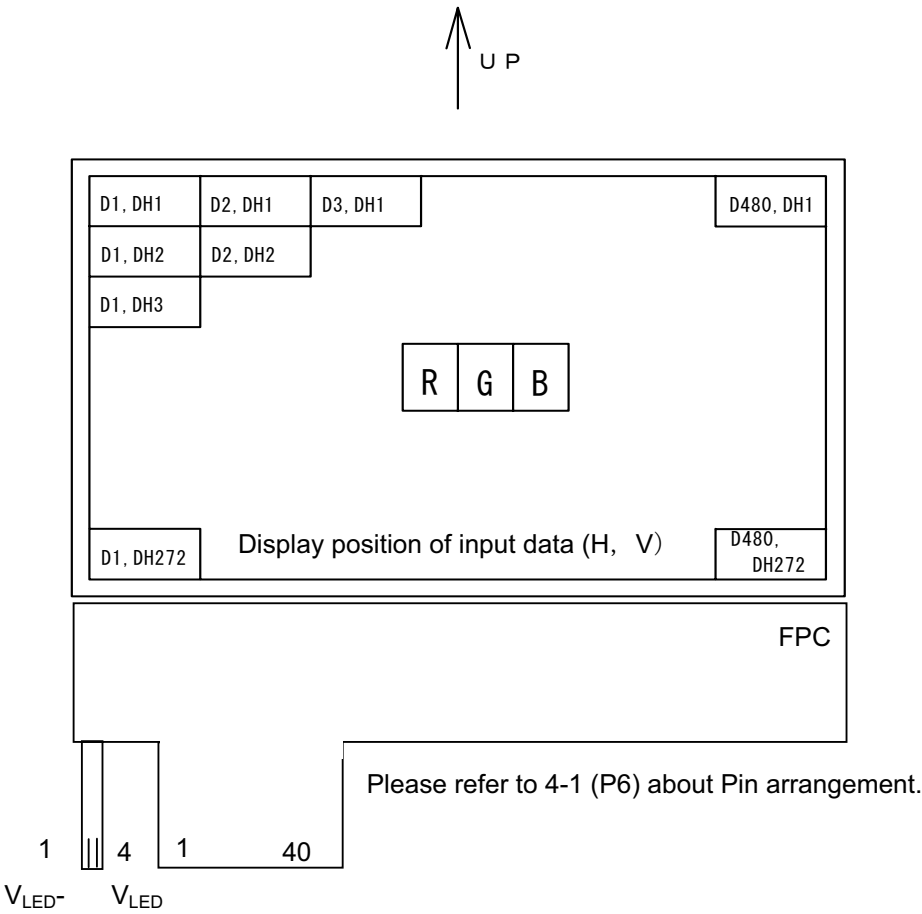 UP
D1, DH1 D2, DH1 D3, DH1 D480, DH1
D1, DH2 D2, DH2
D1, DH3
R G B
D1, DH272 Display position of input data (H, V) D480, DH272
FPC
Please refer to 4-1 (P6) about Pin arrangement.
1 4 1 40
VLED- VLED